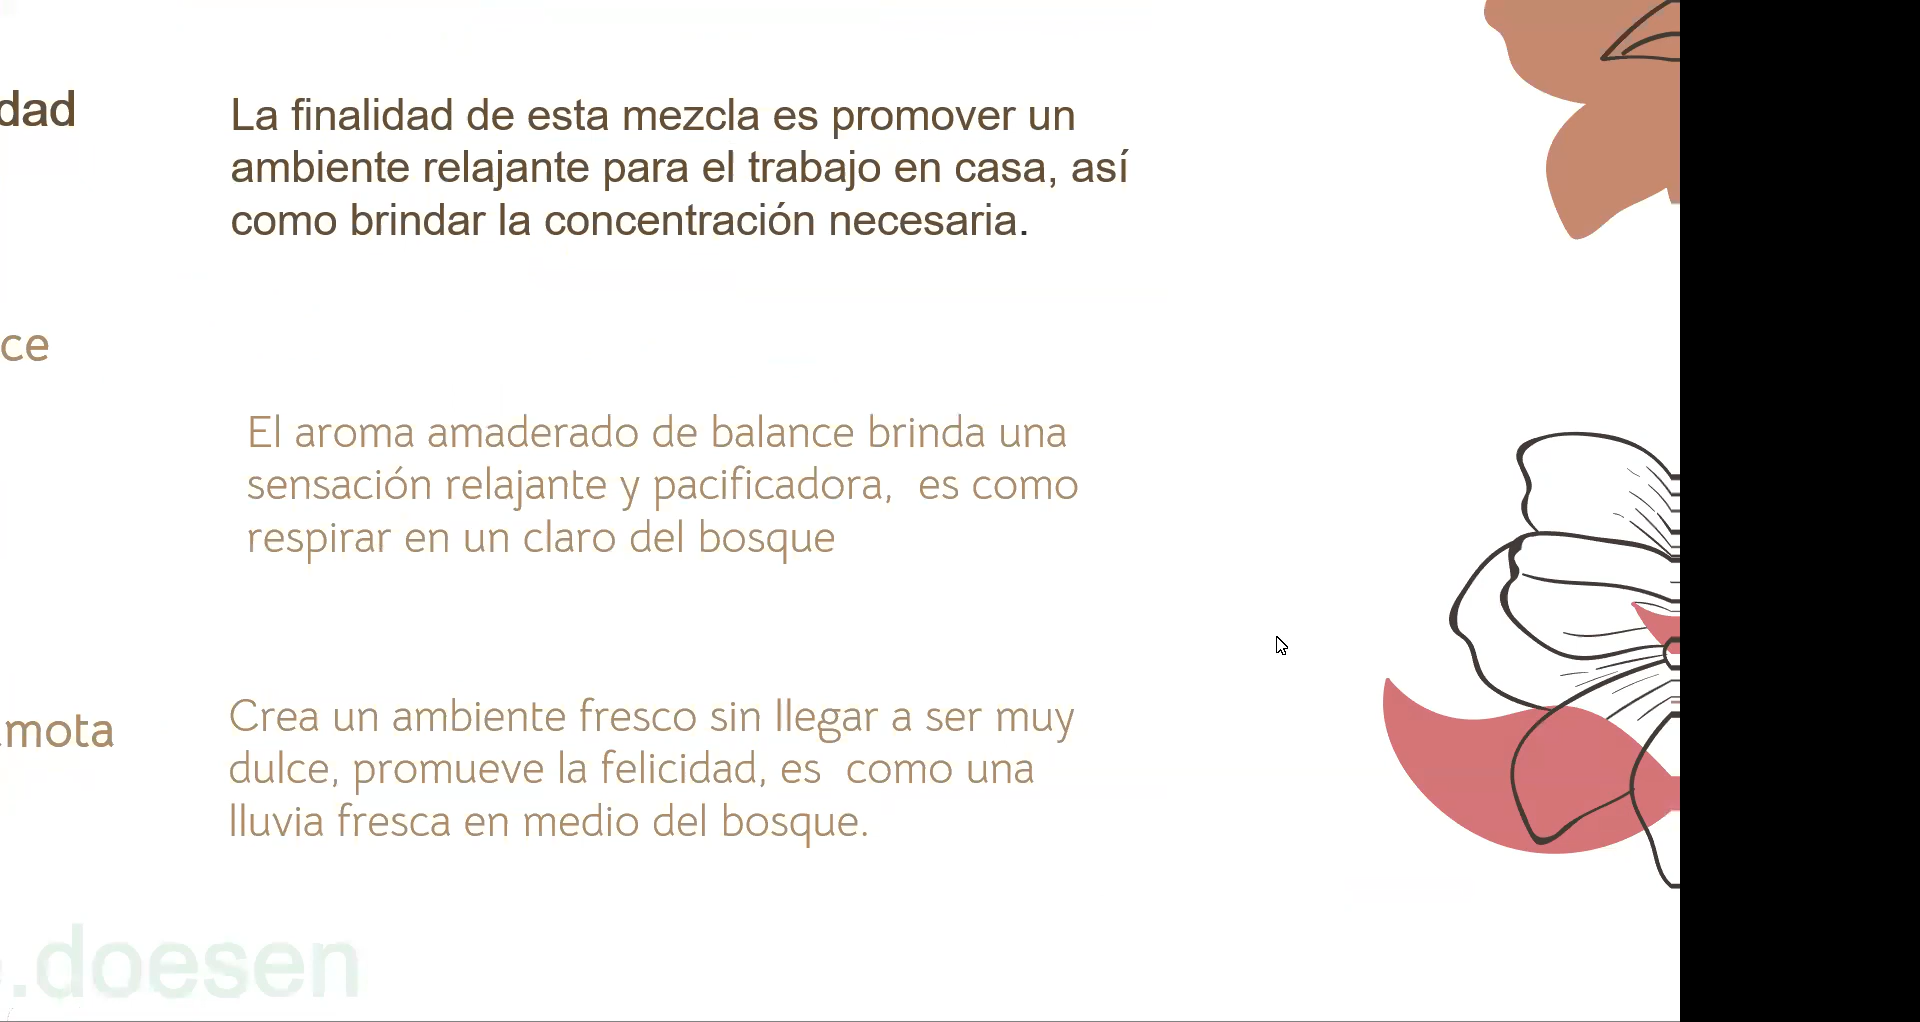 dad
La finalidad de esta mezcla es promover un
ambiente relajante para el trabajo en casa, así
como brindar la concentración necesaria.
ce
El aroma amaderado de balance brinda una
sensación relajante y pacificadora,  es como
respirar en un claro del bosque
mota
Crea un ambiente fresco sin llegar a ser muy
dulce, promueve la felicidad, es  como una
lluvia fresca en medio del bosque.
.doesen